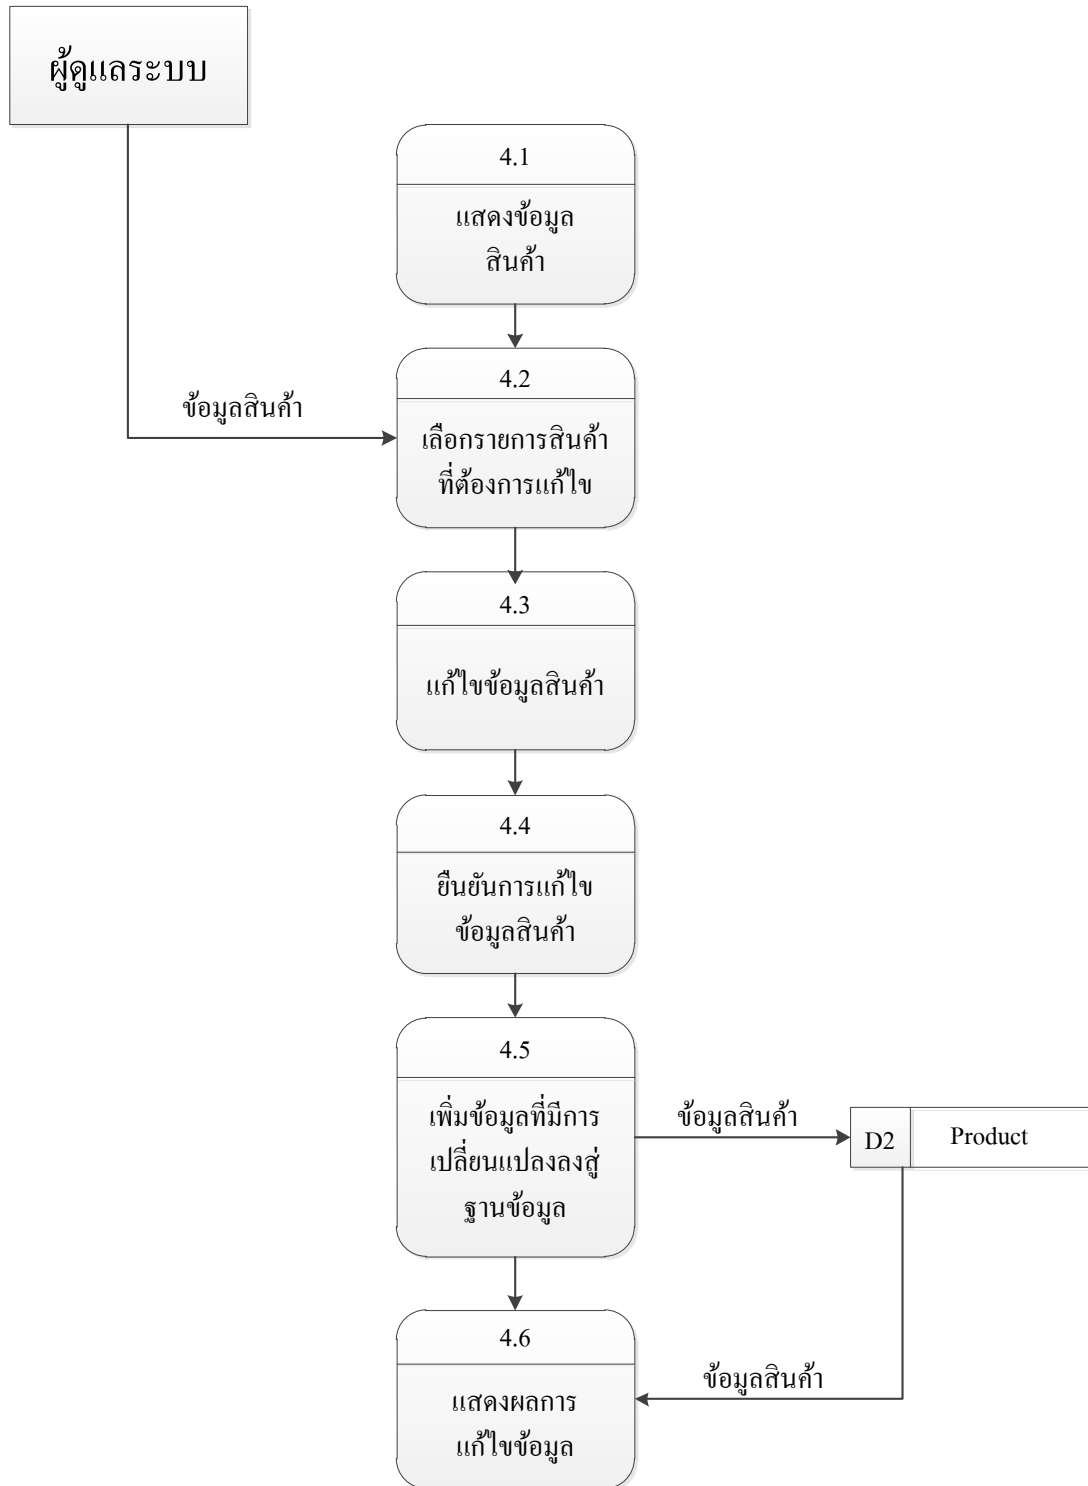 ผู้ดูแลระบบ
4.1
แสดงข้อมูล
สินค้า
4.2
ข้อมูลสินค้า
เลือกรายการสินค้า
ที่ต้องการแก้ไข
4.3
แก้ไขข้อมูลสินค้า
4.4
ยืนยันการแก้ไข
ข้อมูลสินค้า
4.5
เพิ่มข้อมูลที่มีการ
เปลี่ยนแปลงลงสู่
ฐานข้อมูล
ข้อมูลสินค้า
D2
Product
4.6
ข้อมูลสินค้า
แสดงผลการ
แก้ไขข้อมูล